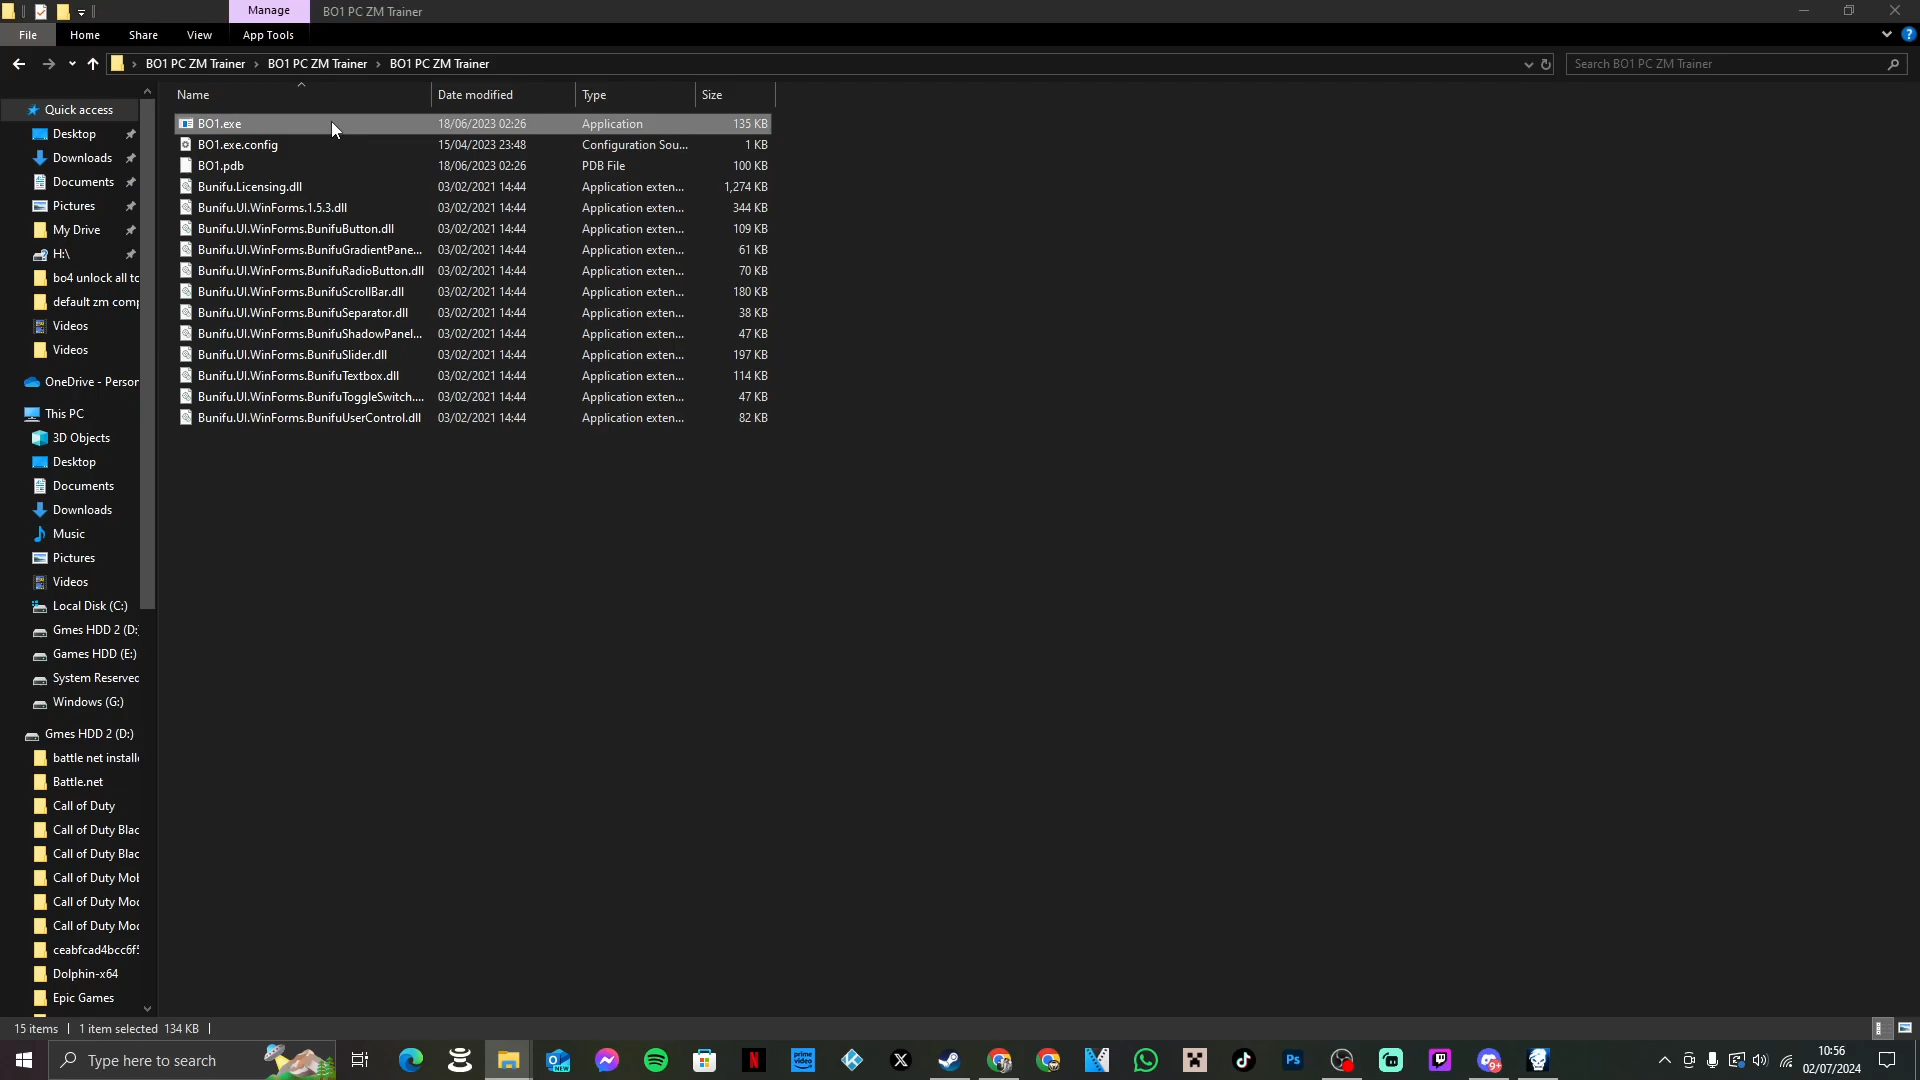 Manage
BO1 PC ZM Trainer
File
Home
Share
View
App Tools
BO1 PC ZM Trainer › BO1 PC ZM Trainer › BO1 PC ZM Trainer
Search BO1 PC ZM Trainer
Name
Date modified
Type
Size
BO1.exe 18/06/2023 02:26 Application 135 KB
BO1.exe.config 15/04/2023 23:48 Configuration Sou... 1 KB
BO1.pdb 18/06/2023 02:26 PDB File 100 KB
Bunifu.Licensing.dll 03/02/2021 14:44 Application exten... 1,274 KB
Bunifu.UI.WinForms.1.5.3.dll 03/02/2021 14:44 Application exten... 344 KB
Bunifu.UI.WinForms.BunifuButton.dll 03/02/2021 14:44 Application exten... 109 KB
Bunifu.UI.WinForms.BunifuGradientPane... 03/02/2021 14:44 Application exten... 61 KB
Bunifu.UI.WinForms.BunifuRadioButton.dll 03/02/2021 14:44 Application exten... 70 KB
Bunifu.UI.WinForms.BunifuScrollBar.dll 03/02/2021 14:44 Application exten... 180 KB
Bunifu.UI.WinForms.BunifuSeparator.dll 03/02/2021 14:44 Application exten... 38 KB
Bunifu.UI.WinForms.BunifuShadowPanel... 03/02/2021 14:44 Application exten... 47 KB
Bunifu.UI.WinForms.BunifuSlider.dll 03/02/2021 14:44 Application exten... 197 KB
Bunifu.UI.WinForms.BunifuTextbox.dll 03/02/2021 14:44 Application exten... 114 KB
Bunifu.UI.WinForms.BunifuToggleSwitch.... 03/02/2021 14:44 Application exten... 47 KB
Bunifu.UI.WinForms.BunifuUserControl.dll 03/02/2021 14:44 Application exten... 82 KB
Quick access
Desktop
Downloads
Documents
Pictures
My Drive
H:\
bo4 unlock all to
default zm comp
Videos
Videos
OneDrive - Person
This PC
3D Objects
Desktop
Documents
Downloads
Music
Pictures
Videos
Local Disk (C:)
Gmes HDD 2 (D:
Games HDD (E:)
System Reserved
Windows (G:)
Gmes HDD 2 (D:)
battle net installe
Battle.net
Call of Duty
Call of Duty Blac
Call of Duty Blac
Call of Duty Mob
Call of Duty Mod
Call of Duty Mod
ceabfcad4bcc6f5
Dolphin-x64
Epic Games
15 items
1 item selected 134 KB
Type here to search
NEW
prime video
Ps
9+
10:56
02/07/2024